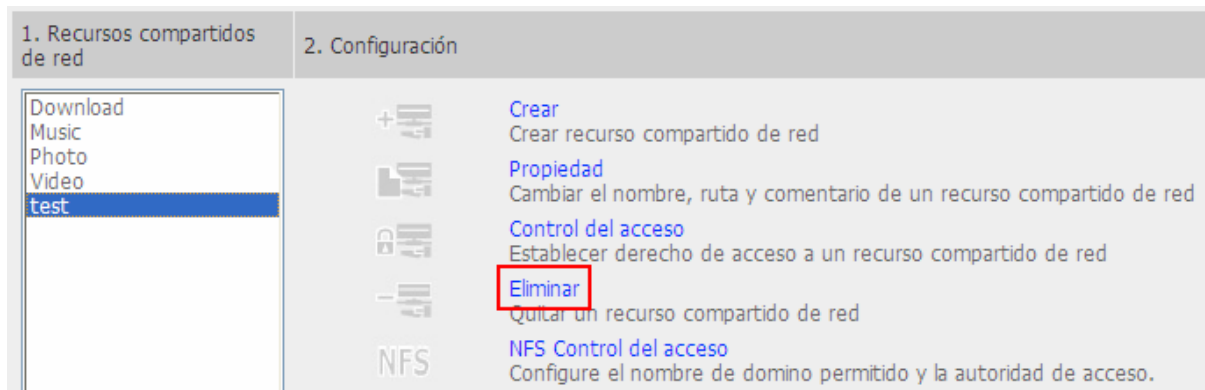 1. Recursos compartidos
de red
2. Configuración
Download
Music
Photo
Video
test
Crear
Crear recurso compartido de red
Propiedad
Cambiar el nombre, ruta y comentario de un recurso compartido de red
Control del acceso
Establecer derecho de acceso a un recurso compartido de red
Eliminar
Quitar un recurso compartido de red
NFS
NFS Control del acceso
Configure el nombre de domino permitido y la autoridad de acceso.